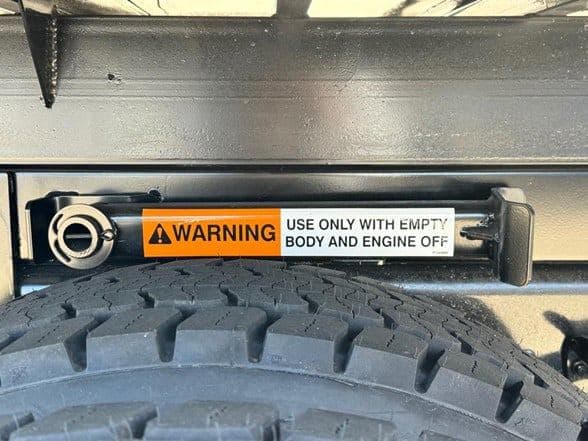 WARNING
USE ONLY WITH EMPTY
BODY AND ENGINE OFF